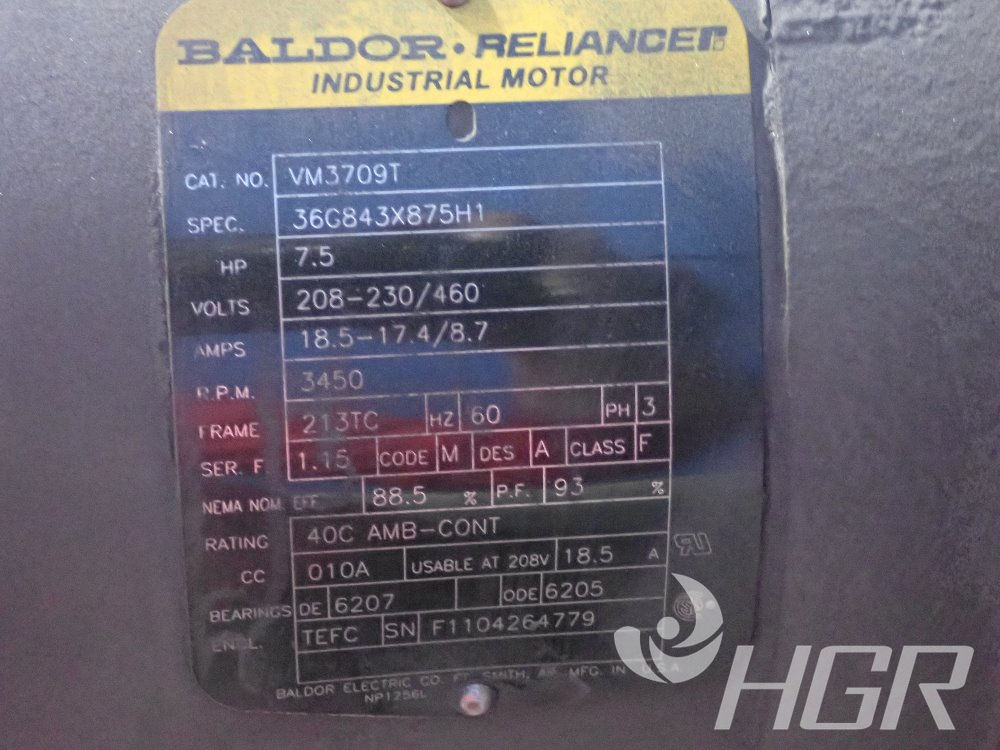 BALDOR • RELIANCER
INDUSTRIAL MOTOR
CAT. NO. VM3709T
SPEC. 36G843X875H1
HP 7.5
VOLTS 208-230/460
AMPS 18.5-17.4/8.7
R.P.M. 3450
FRAME 213TC HZ 60 PH 3
SER. F. 1.15 CODE M DES A CLASS F
NEMA NOM. EFF. 88.5 % P.F. 93 %
RATING 40C AMB-CONT
CC 010A USABLE AT 208V 18.5 A
BEARINGS DE 6207 ODE 6205
ENCL. TEFC SN F1104264779
BALDOR ELECTRIC CO. FT. SMITH, AR MFG. IN U.S.A
NP1256L
HGR